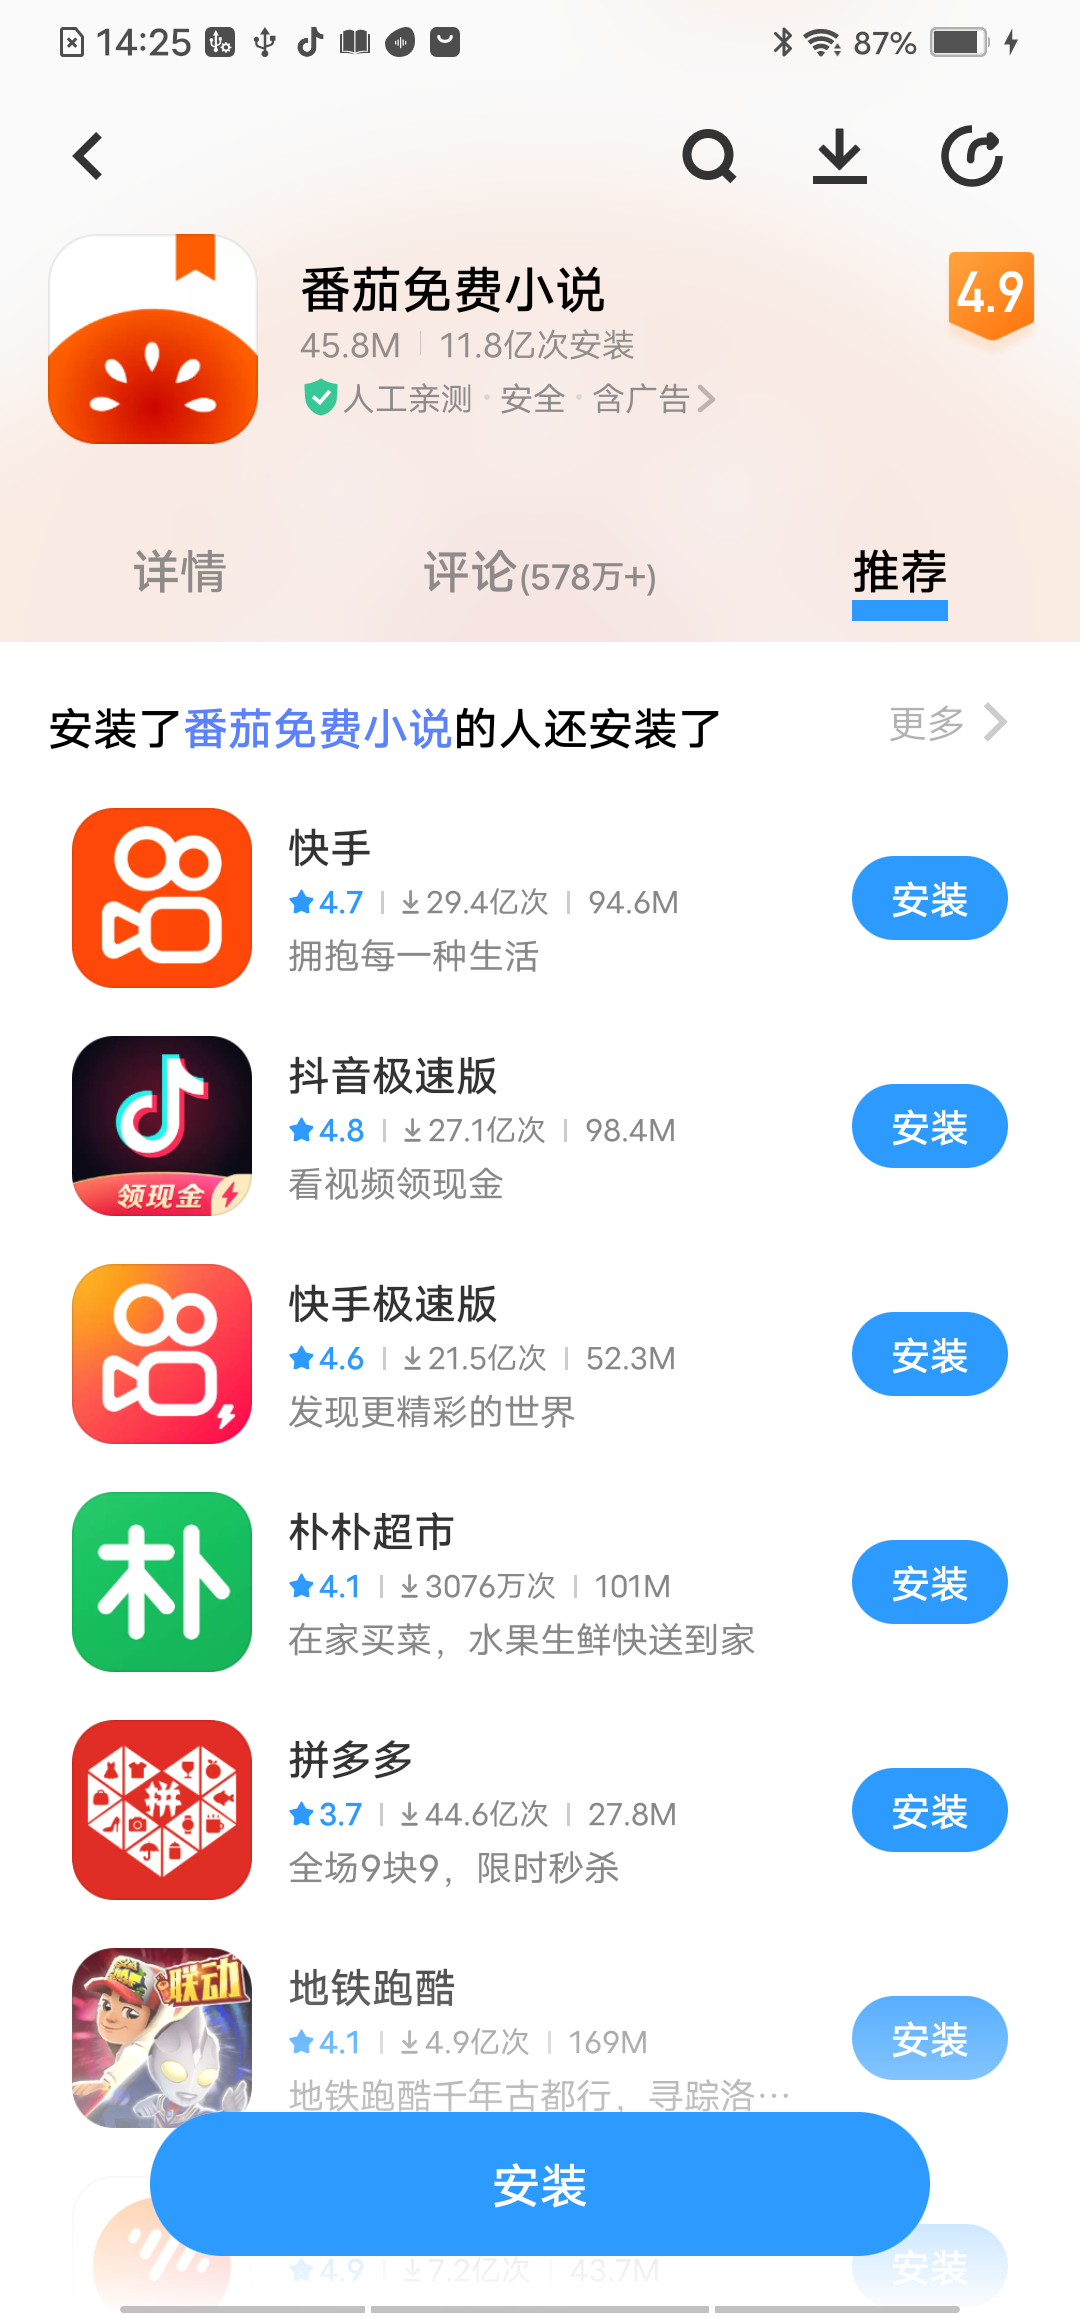 14:25
87%
番茄免费小说
4.9
45.8M
11.8亿次安装
人工亲测·安全·含广告
详情
评论(578万+)
推荐
安装了番茄免费小说的人还安装了
更多
快手
4.7
29.4亿次
94.6M
拥抱每一种生活
安装
领现金
抖音极速版
4.8
27.1亿次
98.4M
看视频领现金
安装
快手极速版
4.6
21.5亿次
52.3M
发现更精彩的世界
安装
朴
朴朴超市
4.1
3076万次
101M
在家买菜，水果生鲜快送到家
安装
拼
拼多多
3.7
44.6亿次
27.8M
全场9块9，限时秒杀
安装
联动
地铁跑酷
4.1
4.9亿次
169M
地铁跑酷千年古都行，寻踪洛…
安装
安装
4.9
7.2亿次
43.7M
安装